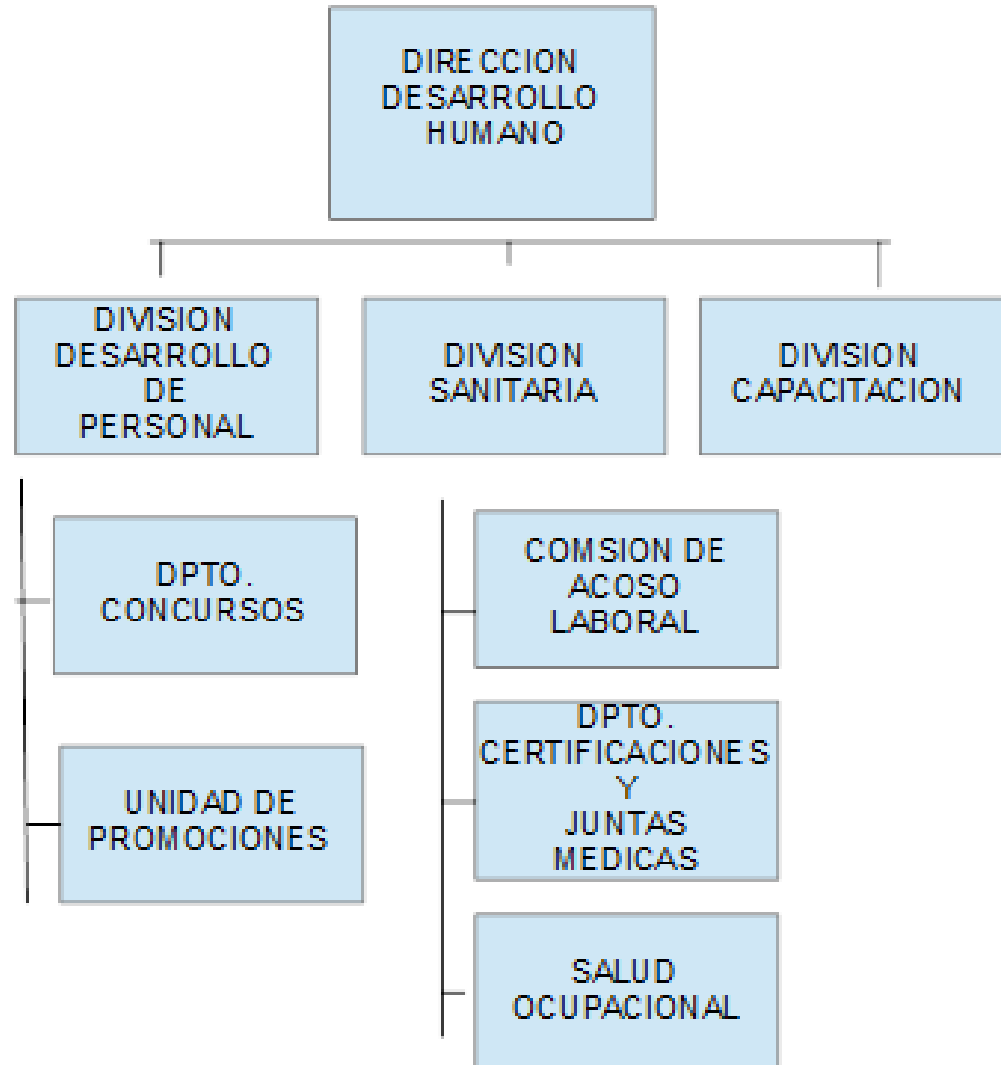 DIRECCION
DESARROLLO
HUMANO
DIVISION
DESARROLLO
DE
PERSONAL
DIVISION
SANITARIA
DIVISION
CAPACITACION
DPTO.
CONCURSOS
UNIDAD DE
PROMOCIONES
COMSION DE
ACOSO
LABORAL
DPTO.
CERTIFICACIONES
Y
JUNTAS
MEDICAS
SALUD
OCUPACIONAL